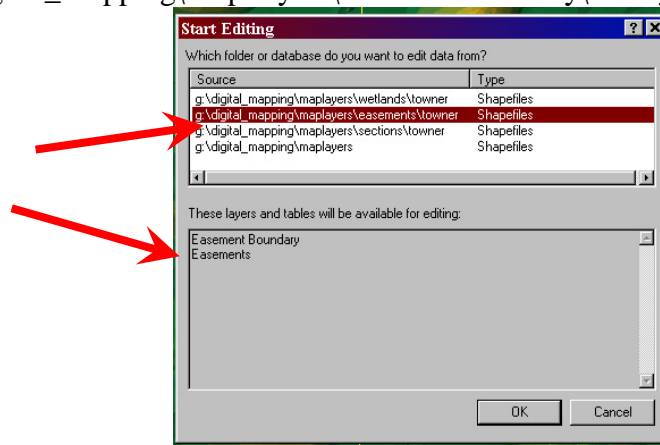 Start Editing
Which folder or database do you want to edit data from?
Source Type
g:\digital_mapping\maplayers\wetlands\towner Shapefiles
g:\digital_mapping\maplayers\easements\towner Shapefiles
g:\digital_mapping\maplayers\sections\towner Shapefiles
g:\digital_mapping\maplayers Shapefiles
These layers and tables will be available for editing:
Easement Boundary
Easements
OK Cancel